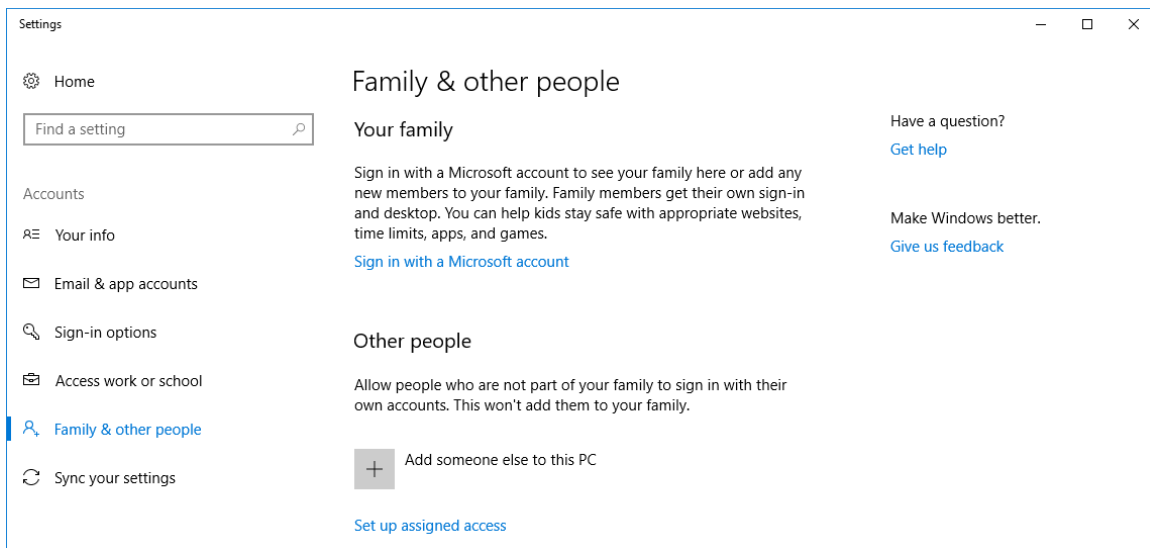 Settings
Home
Find a setting
Accounts
Your info
Email & app accounts
Sign-in options
Access work or school
Family & other people
Sync your settings
Family & other people
Your family
Sign in with a Microsoft account to see your family here or add any
new members to your family. Family members get their own sign-in
and desktop. You can help kids stay safe with appropriate websites,
time limits, apps, and games.
Sign in with a Microsoft account
Other people
Allow people who are not part of your family to sign in with their
own accounts. This won't add them to your family.
Add someone else to this PC
Set up assigned access
Have a question?
Get help
Make Windows better.
Give us feedback